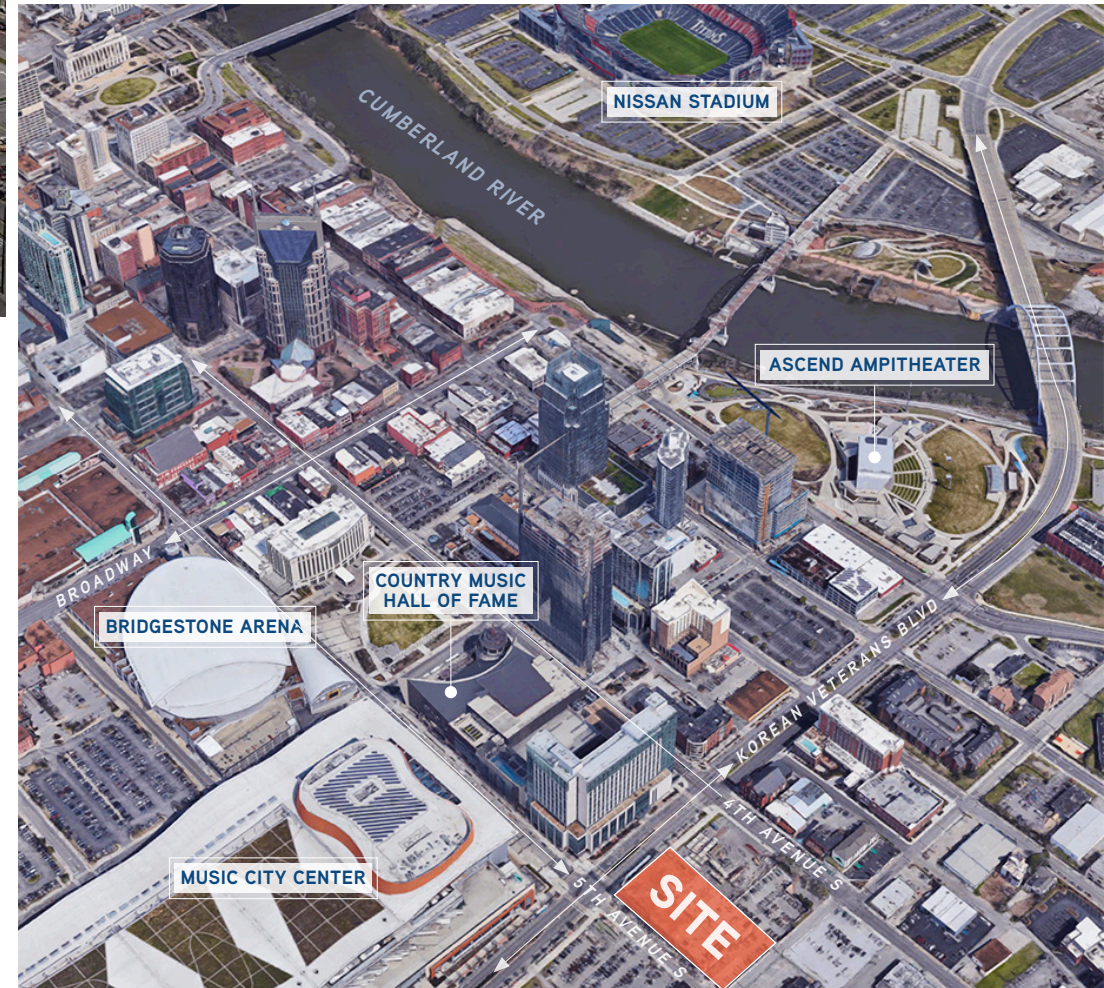 TITANS
NISSAN STADIUM
CUMBERLAND RIVER
ASCEND AMPITHEATER
BROADWAY
COUNTRY MUSIC
HALL OF FAME
BRIDGESTONE ARENA
KOREAN VETERANS BLVD
4TH AVENUE S
MUSIC CITY CENTER
5TH AVENUE S
SITE